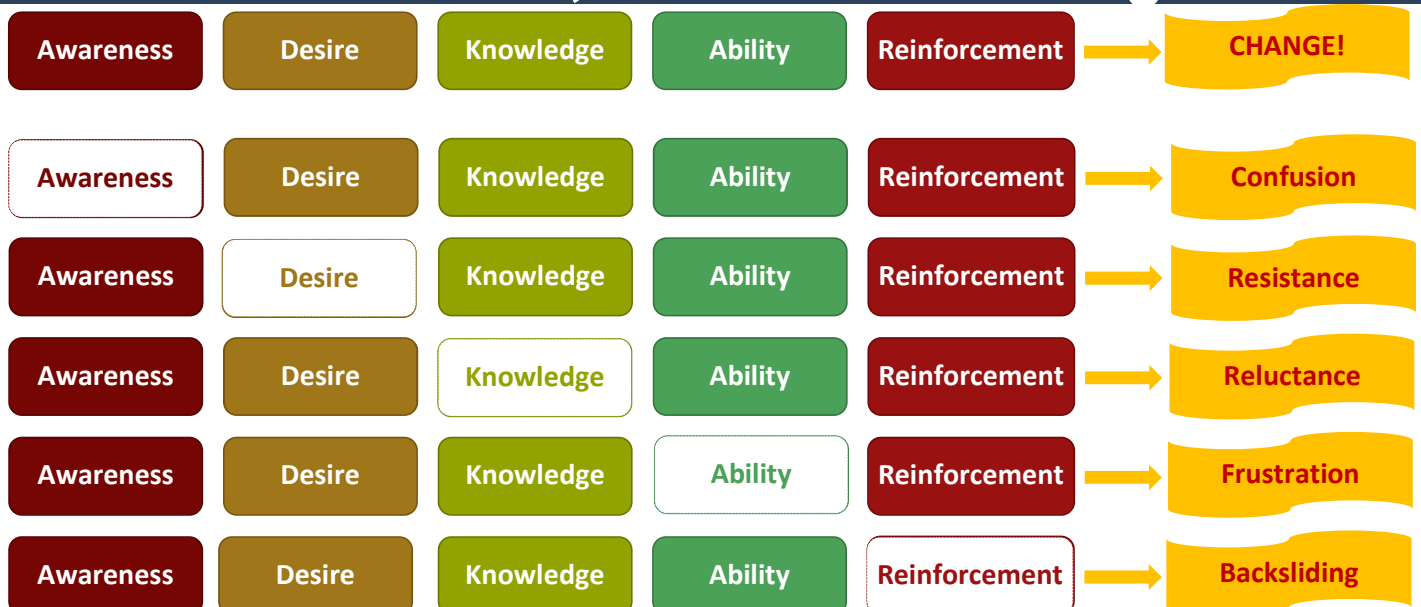 Awareness Desire Knowledge Ability Reinforcement CHANGE!
Awareness Desire Knowledge Ability Reinforcement Confusion
Awareness Desire Knowledge Ability Reinforcement Resistance
Awareness Desire Knowledge Ability Reinforcement Reluctance
Awareness Desire Knowledge Ability Reinforcement Frustration
Awareness Desire Knowledge Ability Reinforcement Backsliding